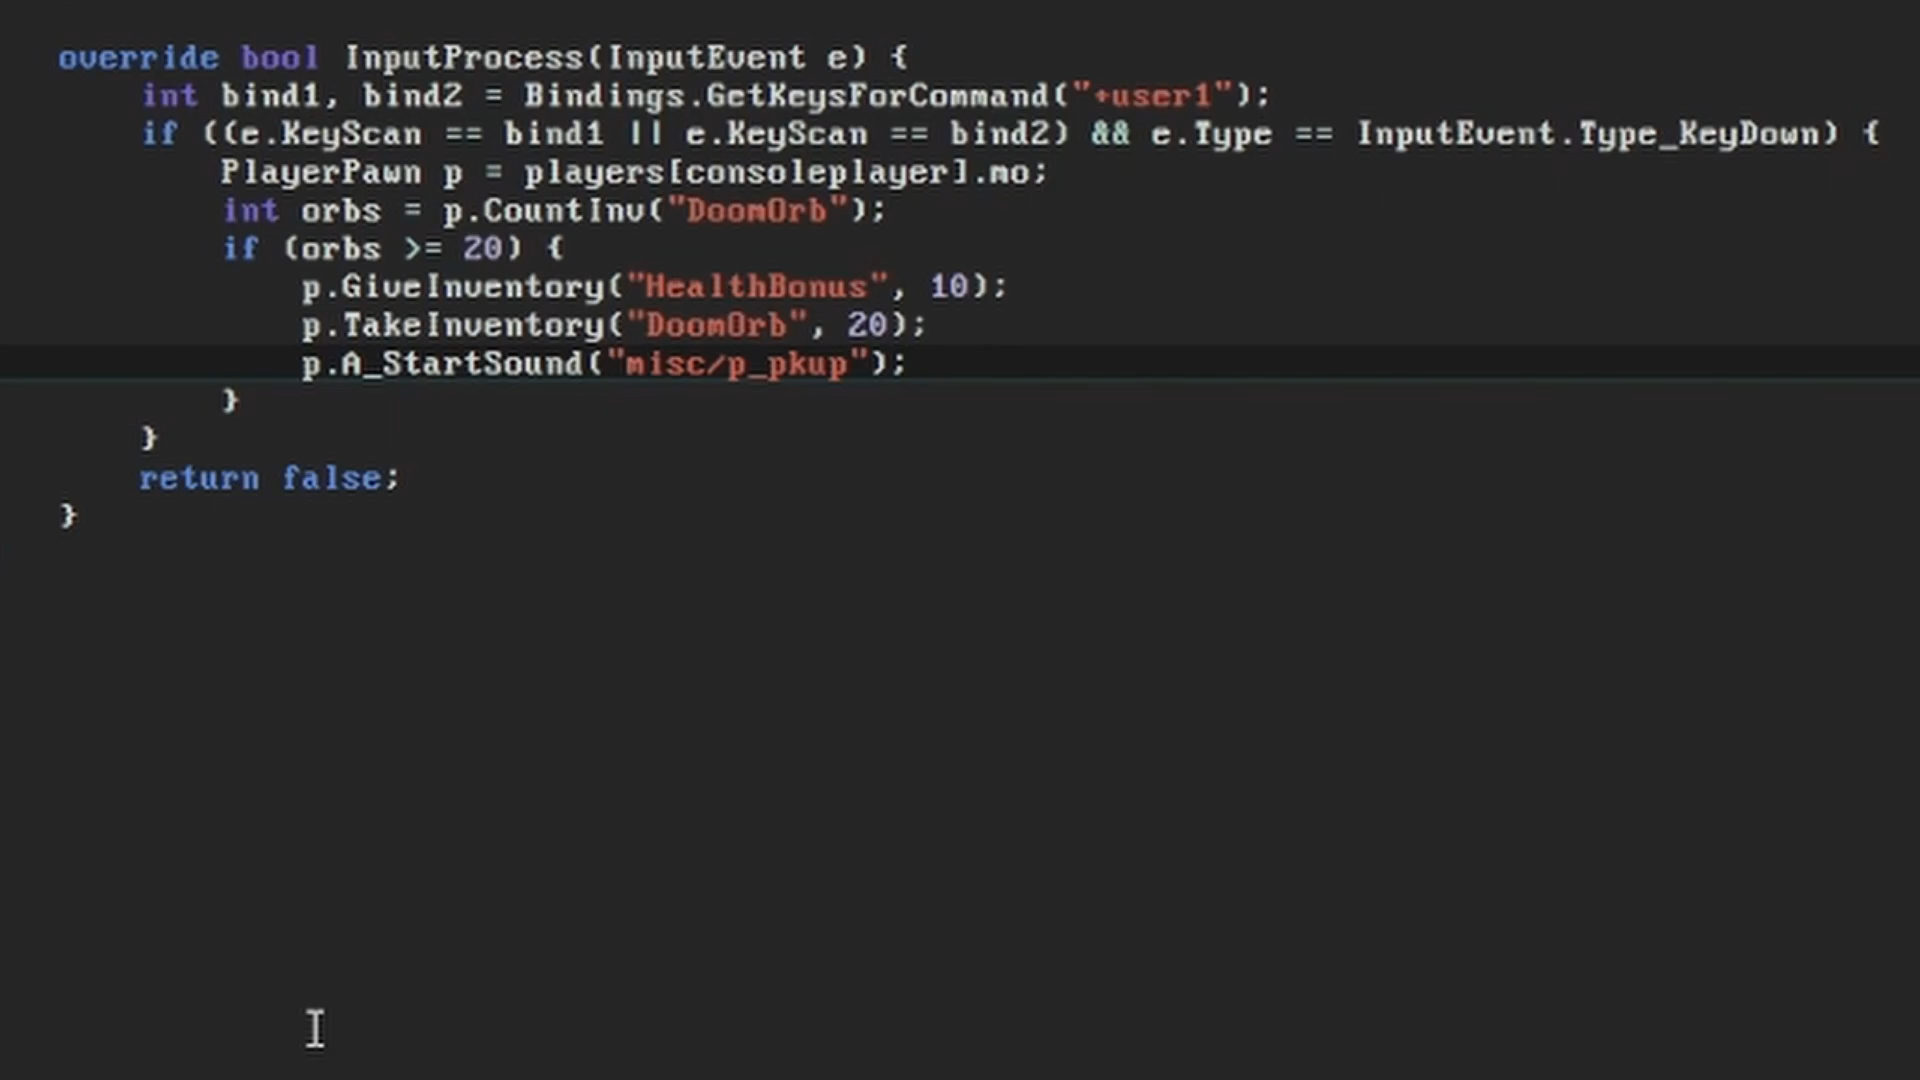 override bool InputProcess(InputEvent e) {
int bind1, bind2 = Bindings.GetKeysForCommand("+user1");
if ((e.KeyScan == bind1 || e.KeyScan == bind2) && e.Type == InputEvent.Type_KeyDown) {
PlayerPawn p = players[consoleplayer].mo;
int orbs = p.CountInv("DoomOrb");
if (orbs >= 20) {
p.GiveInventory("HealthBonus", 10);
p.TakeInventory("DoomOrb", 20);
p.A_StartSound("misc/p_pkup");
}
}
return false;
}